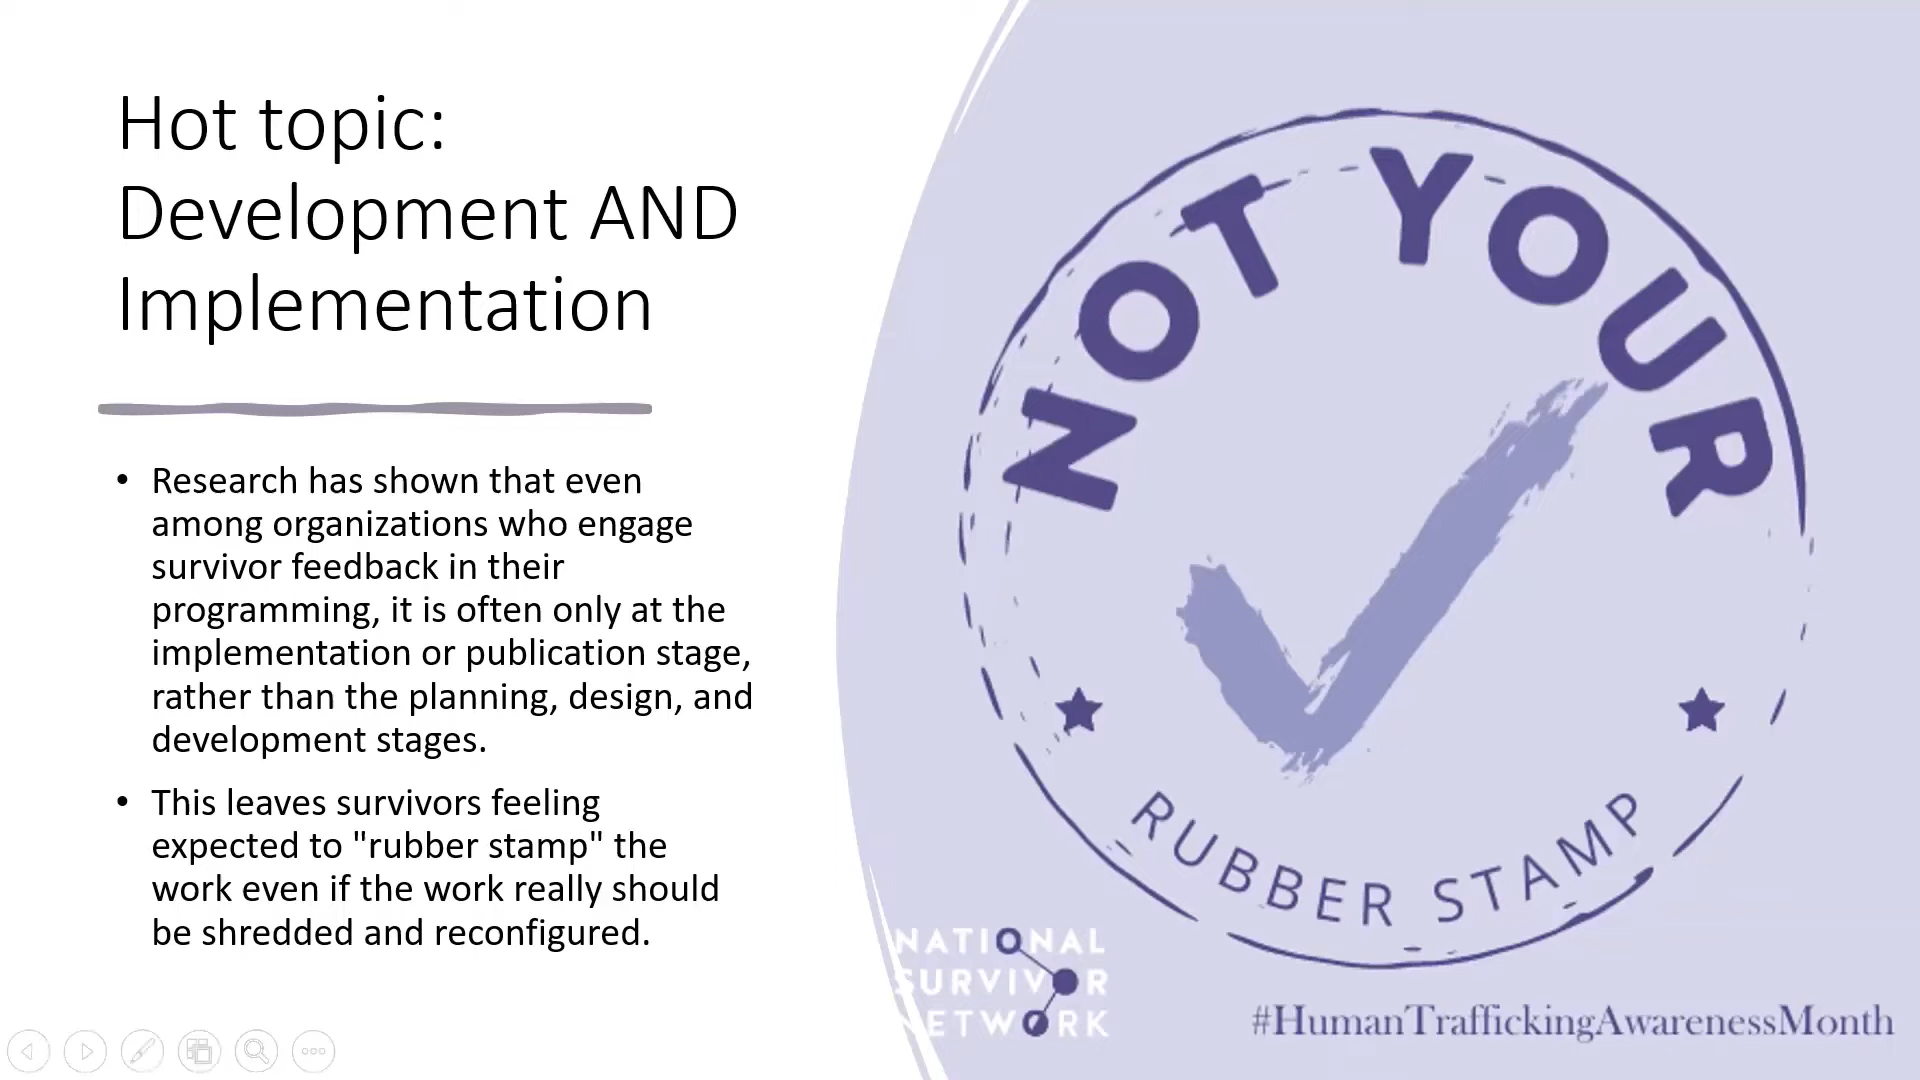 Hot topic:
Development AND
Implementation
• Research has shown that even
among organizations who engage
survivor feedback in their
programming, it is often only at the
implementation or publication stage,
rather than the planning, design, and
development stages.
• This leaves survivors feeling
expected to "rubber stamp" the
work even if the work really should
be shredded and reconfigured.
NOT YOUR
RUBBER STAMP
NATIONAL
SURVIVOR
NETWORK
#HumanTraffickingAwarenessMonth